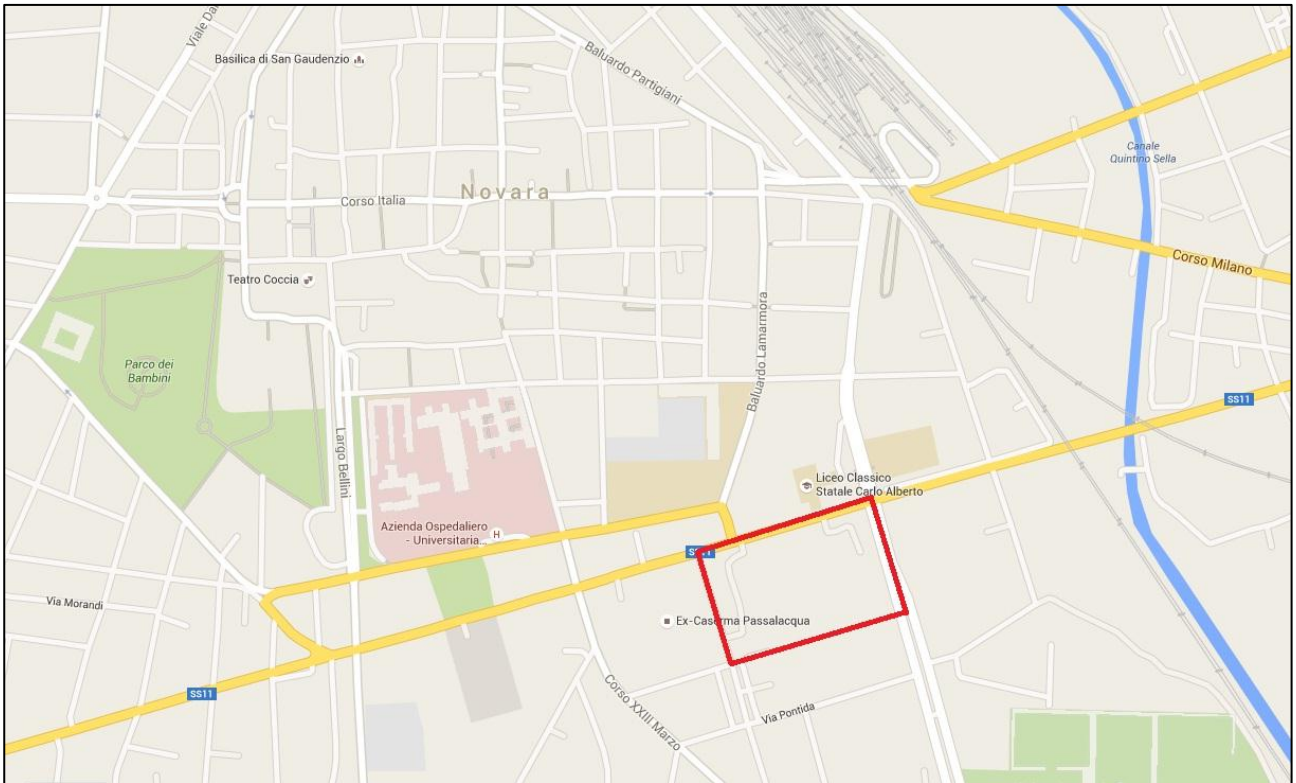 Viale Da
Basilica di San Gaudenzio
Baluardo Partigiani
Canale
Quintino Sella
Novara
Corso Italia
Corso Milano
Teatro Coccia
Baluardo Lamarmora
Parco dei
Bambini
SS11
Largo Bellini
Liceo Classico
Statale Carlo Alberto
Azienda Ospedaliero
- Universitaria...
H
Via Morandi
Ex-Caserma Passalacqua
SS11
Corso XXIII Marzo
Via Pontida